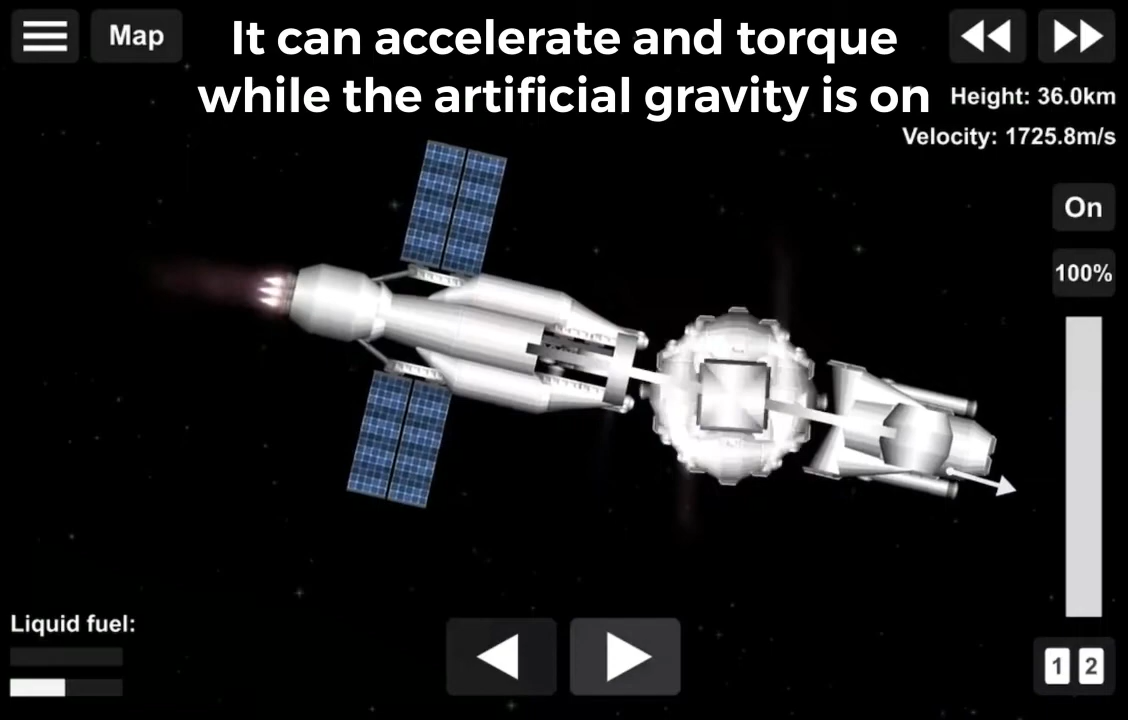 Map
It can accelerate and torque
while the artificial gravity is on
Height: 36.0km
Velocity: 1725.8m/s
On
100%
Liquid fuel:
1 2